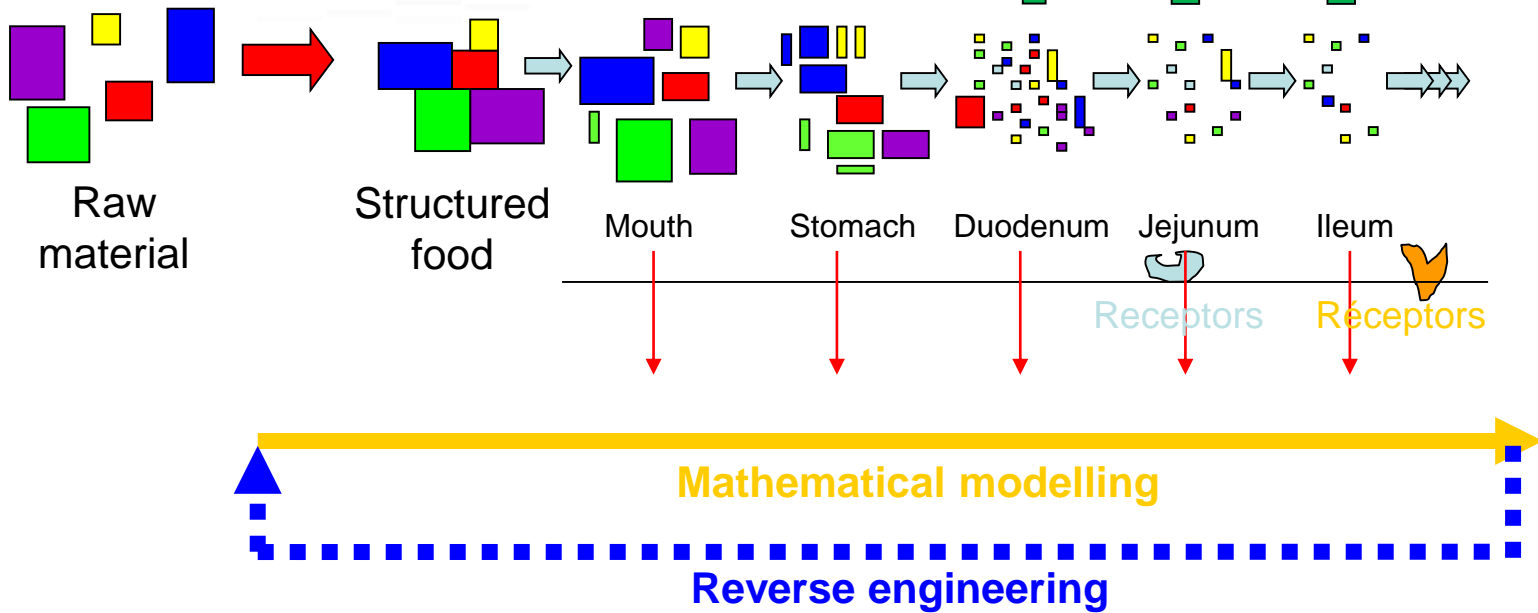 Raw
material
Structured
food
Mouth
Stomach
Duodenum
Jejunum
Ileum
Receptors
Réceptors
Mathematical modelling
Reverse engineering